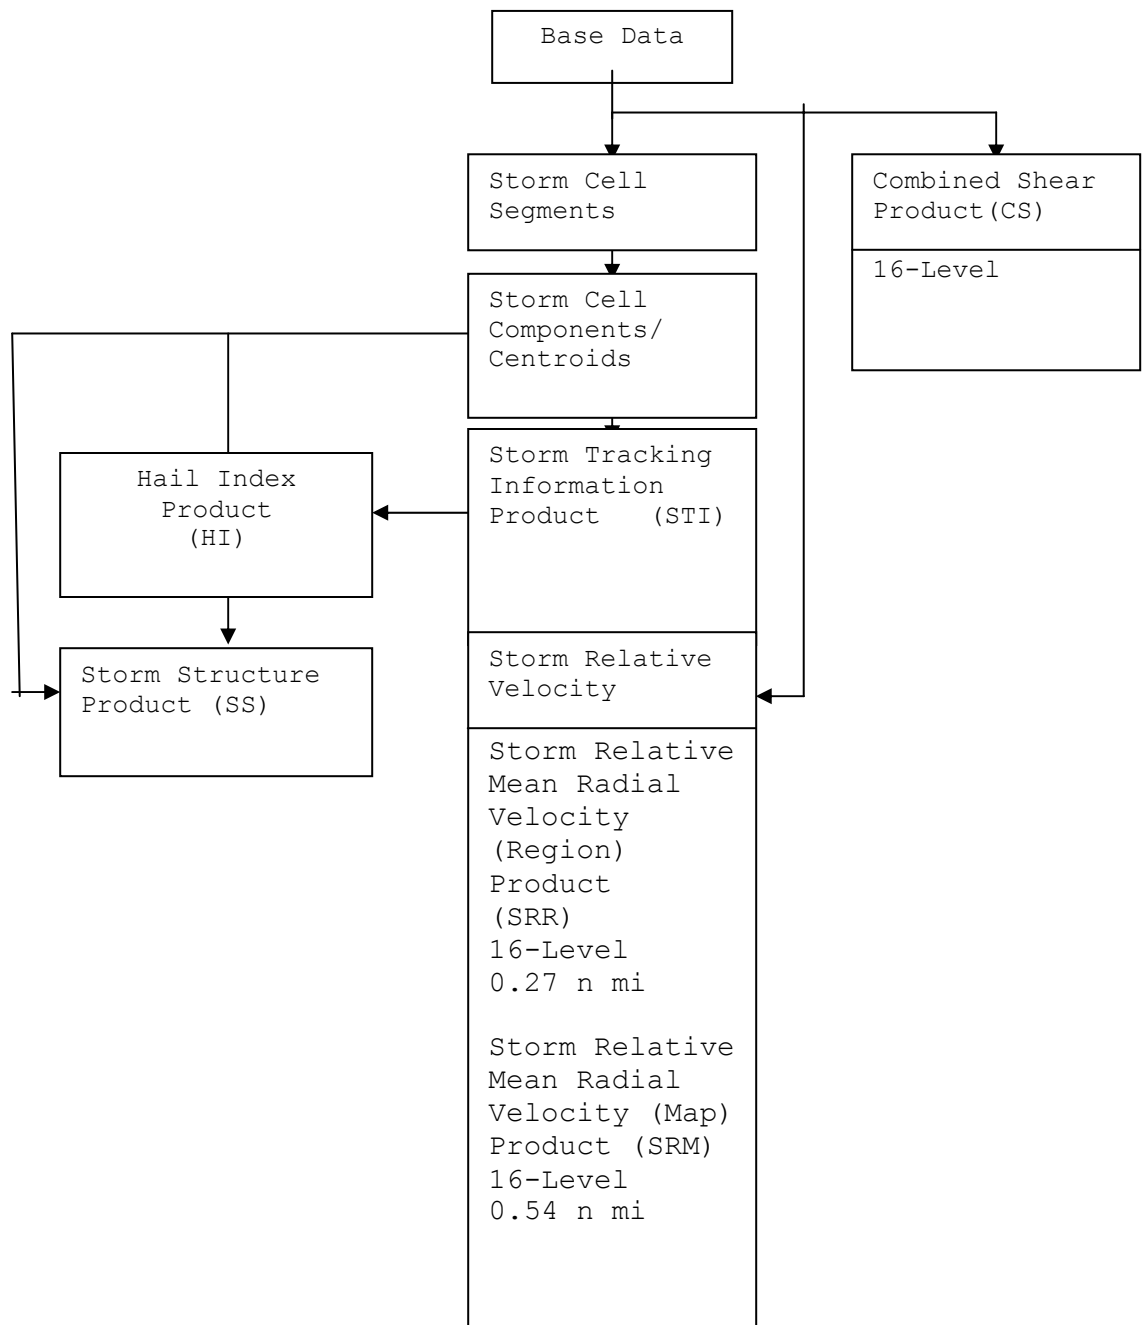 Base Data
Storm Cell
Segments
Combined Shear
Product(CS)
16-Level
Storm Cell
Components/
Centroids
Hail Index
Product
(HI)
Storm Tracking
Information
Product (STI)
Storm Structure
Product (SS)
Storm Relative
Velocity
Storm Relative
Mean Radial
Velocity
(Region)
Product
(SRR)
16-Level
0.27 n mi
Storm Relative
Mean Radial
Velocity (Map)
Product (SRM)
16-Level
0.54 n mi